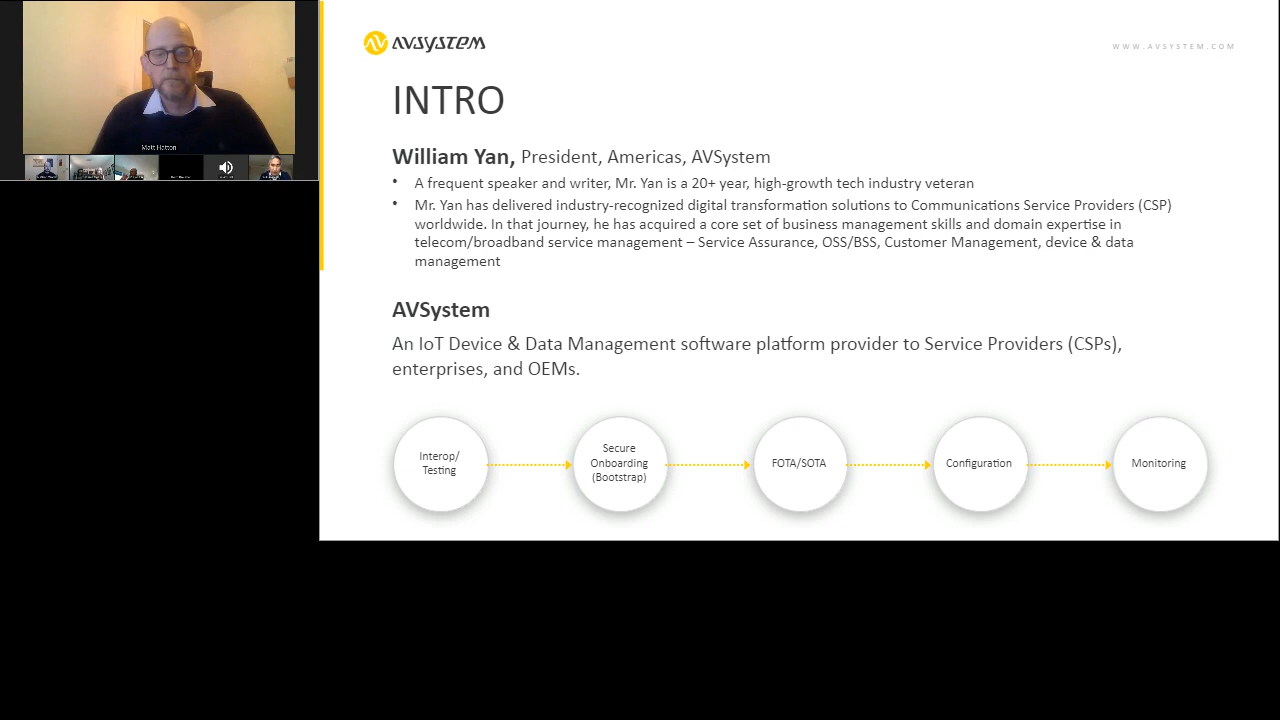 Matt Hatton
AVSYSTEM
WWW.AVSYSTEM.COM
INTRO
William Yan, President, Americas, AVSystem
• A frequent speaker and writer, Mr. Yan is a 20+ year, high-growth tech industry veteran
• Mr. Yan has delivered industry-recognized digital transformation solutions to Communications Service Providers (CSP)
worldwide. In that journey, he has acquired a core set of business management skills and domain expertise in
telecom/broadband service management – Service Assurance, OSS/BSS, Customer Management, device & data
management
AVSystem
An IoT Device & Data Management software platform provider to Service Providers (CSPs),
enterprises, and OEMs.
Interop/
Testing
Secure
Onboarding
(Bootstrap)
FOTA/SOTA
Configuration
Monitoring